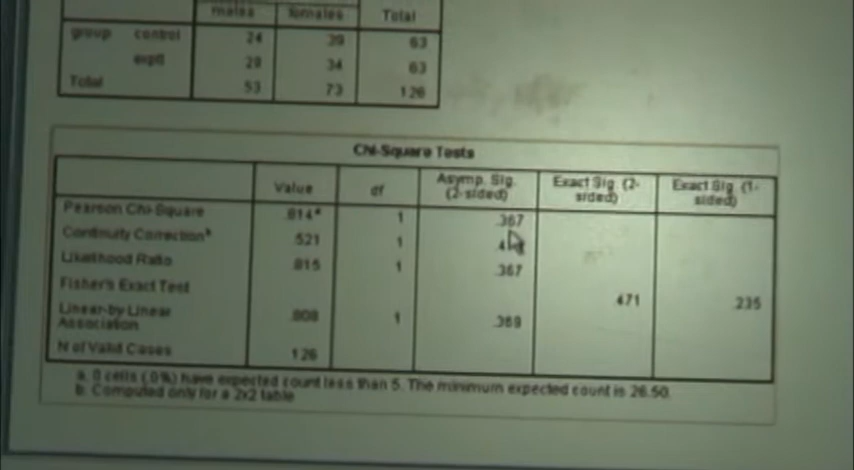 males females Total
group control 24 39 63
exptl 29 34 63
Total 53 73 126
Chi-Square Tests
Value df Asymp. Sig. (2-sided) Exact Sig. (2-sided) Exact Sig. (1-sided)
Pearson Chi-Square .814a 1 .367
Continuity Correctionb .521 1
Likelihood Ratio .815 1 .367
Fisher's Exact Test .471 .235
Linear-by-Linear Association .808 1 .369
N of Valid Cases 126
a. 0 cells (.0%) have expected count less than 5. The minimum expected count is 26.50.
b. Computed only for a 2x2 table